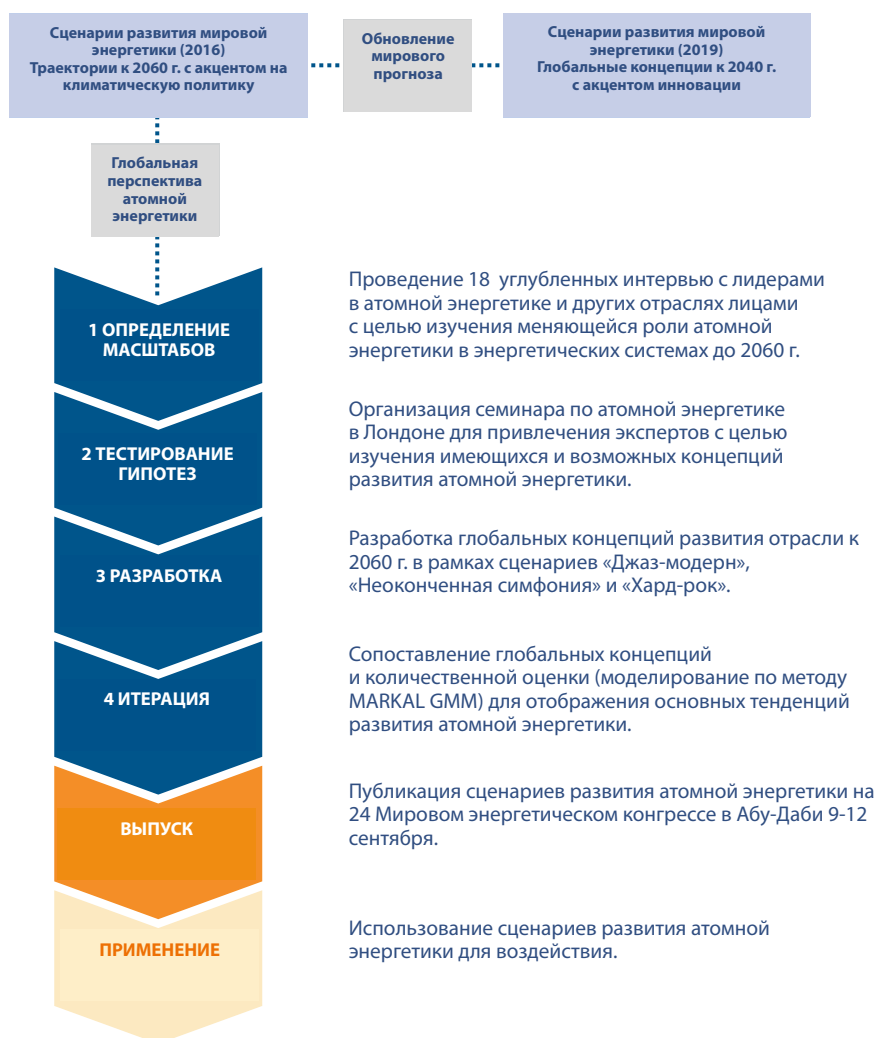 Сценарии развития мировой
энергетики (2016)
Траектории к 2060 г. с акцентом на
климатическую политику
Обновление
мирового
прогноза
Сценарии развития мировой
энергетики (2019)
Глобальные концепции к 2040 г.
с акцентом инновации
Глобальная
перспектива
атомной
энергетики
1 ОПРЕДЕЛЕНИЕ
МАСШТАБОВ
Проведение 18 углубленных интервью с лидерами
в атомной энергетике и других отраслях лицами
с целью изучения меняющейся роли атомной
энергетики в энергетических системах до 2060 г.
2 ТЕСТИРОВАНИЕ
ГИПОТЕЗ
Организация семинара по атомной энергетике
в Лондоне для привлечения экспертов с целью
изучения имеющихся и возможных концепций
развития атомной энергетики.
3 РАЗРАБОТКА
Разработка глобальных концепций развития отрасли к
2060 г. в рамках сценариев «Джаз-модерн»,
«Неоконченная симфония» и «Хард-рок».
4 ИТЕРАЦИЯ
Сопоставление глобальных концепций
и количественной оценки (моделирование по методу
MARKAL GMM) для отображения основных тенденций
развития атомной энергетики.
ВЫПУСК
Публикация сценариев развития атомной энергетики на
24 Мировом энергетическом конгрессе в Абу-Даби 9-12
сентября.
ПРИМЕНЕНИЕ
Использование сценариев развития атомной
энергетики для воздействия.